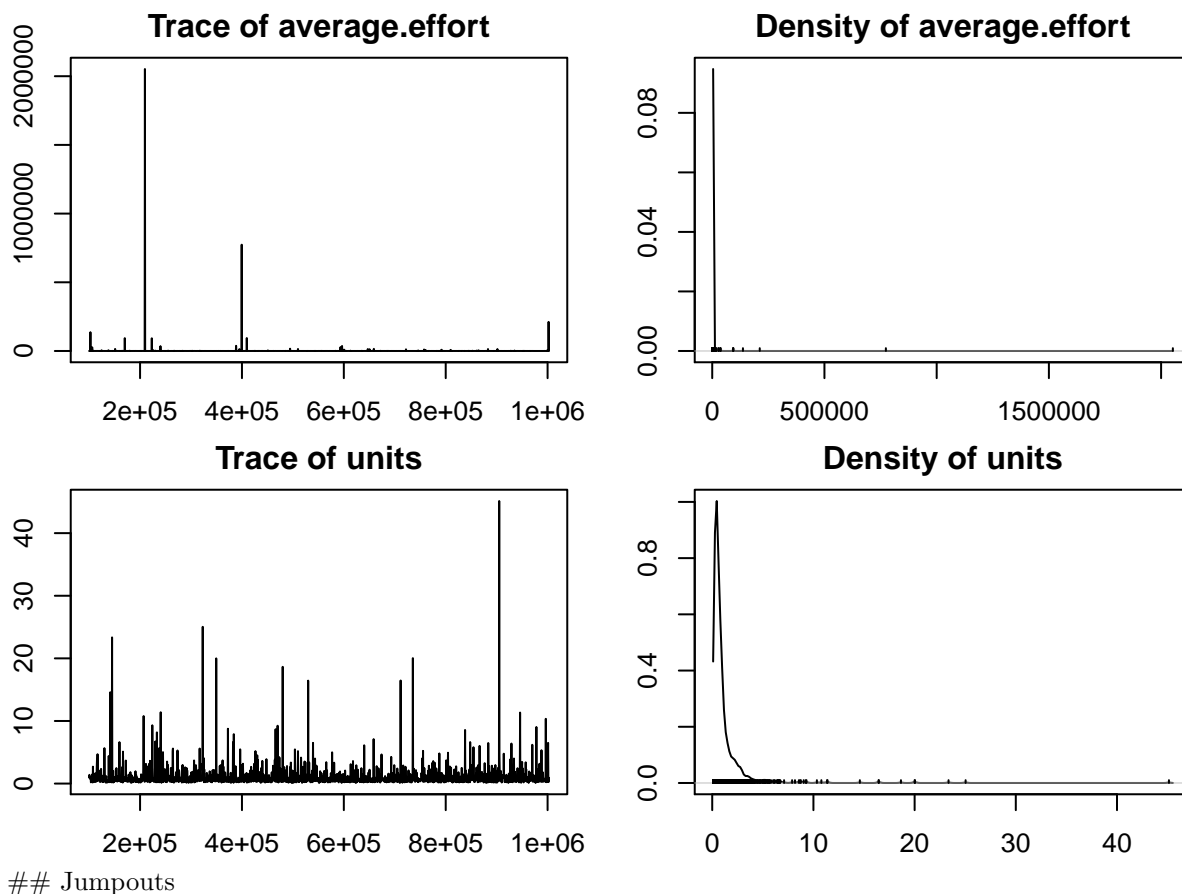 Trace of average.effort
Density of average.effort
2000000
1000000
0
2e+05 4e+05 6e+05 8e+05 1e+06
0.08
0.04
0.00
0 500000 1500000
Trace of units
Density of units
40
30
20
10
0
2e+05 4e+05 6e+05 8e+05 1e+06
0.8
0.4
0.0
0 10 20 30 40
## Jumpouts